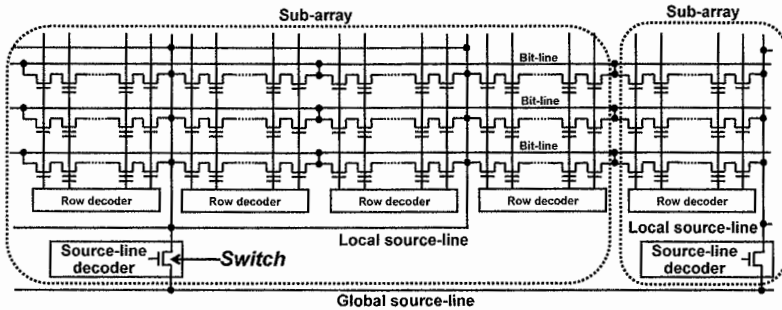 Sub-array
Sub-array
Bit-line
Bit-line
Bit-line
Row decoder
Row decoder
Row decoder
Row decoder
Row decoder
Local source-line
Local source-line
Source-line
decoder
Switch
Source-line
decoder
Global source-line